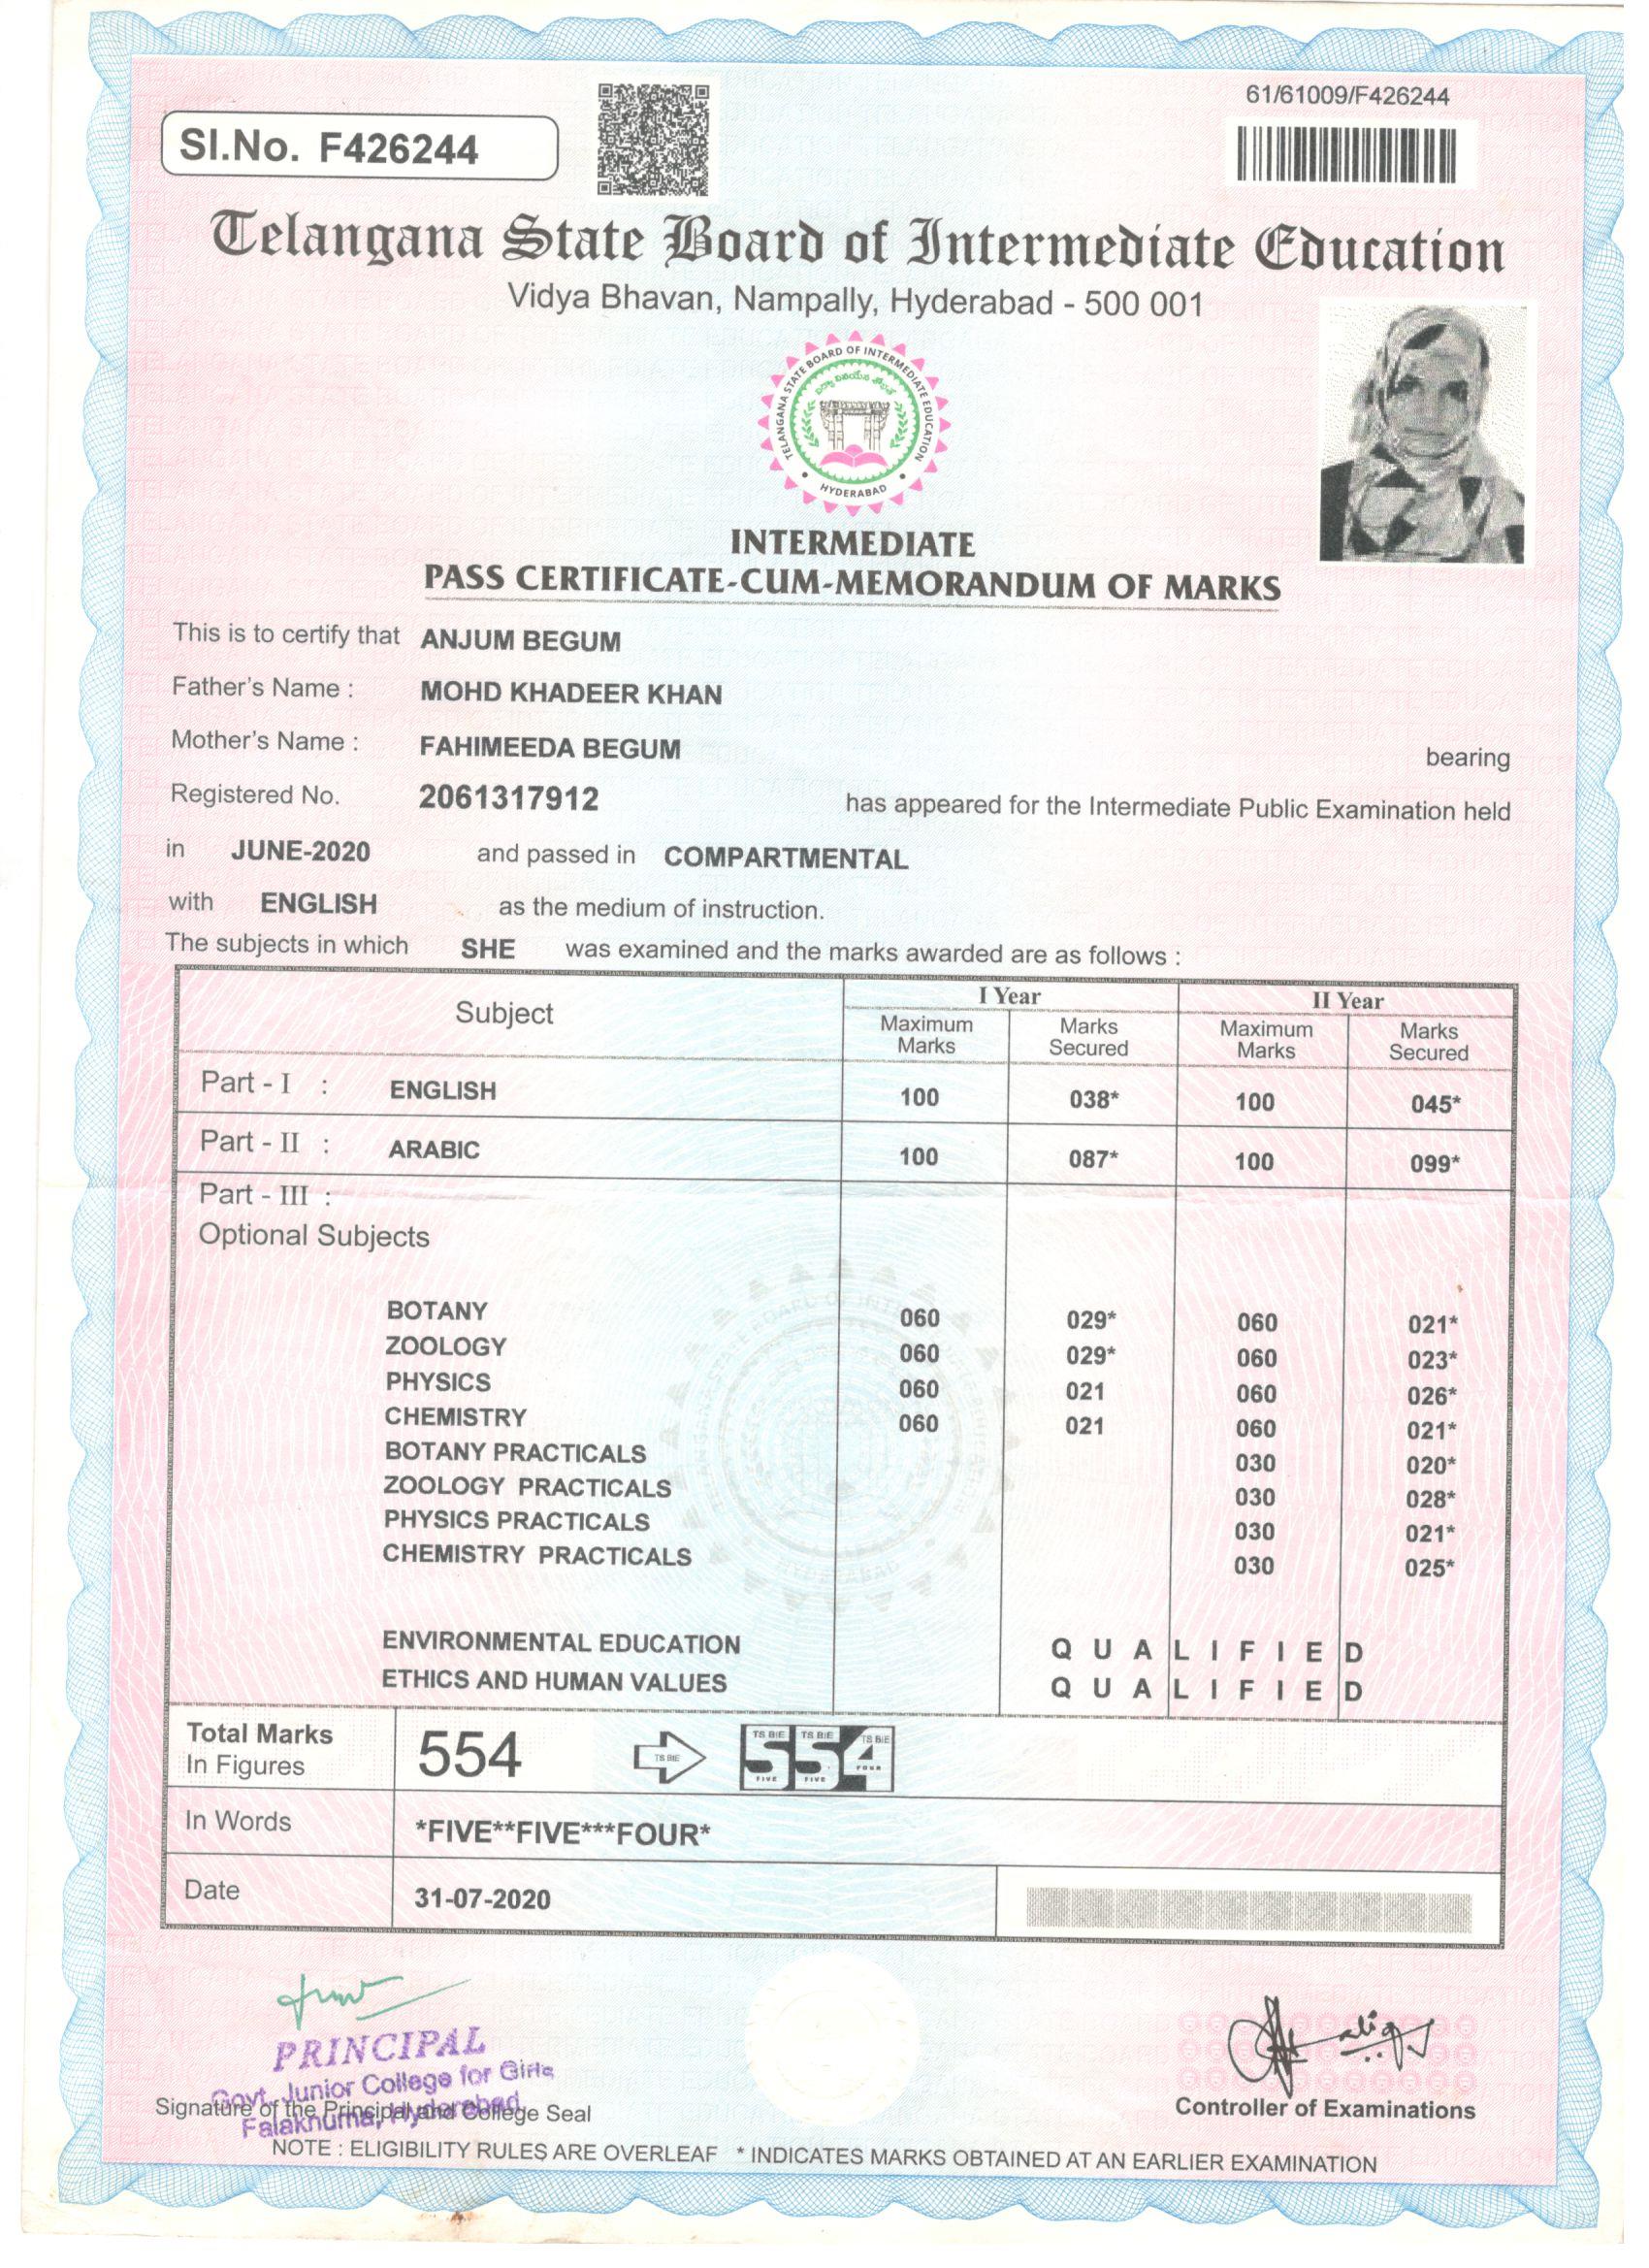 61/61009/F426244
Sl.No. F426244
Telangana State Board of Intermediate Education
Vidya Bhavan, Nampally, Hyderabad - 500 001
TELANGANA STATE BOARD OF INTERMEDIATE EDUCATION
• HYDERABAD •
INTERMEDIATE
PASS CERTIFICATE-CUM-MEMORANDUM OF MARKS
This is to certify that ANJUM BEGUM
Father's Name : MOHD KHADEER KHAN
Mother's Name : FAHIMEEDA BEGUM bearing
Registered No. 2061317912 has appeared for the Intermediate Public Examination held
in JUNE-2020 and passed in COMPARTMENTAL
with ENGLISH as the medium of instruction.
The subjects in which SHE was examined and the marks awarded are as follows :
Subject I Year II Year
Maximum Marks Marks Secured Maximum Marks Marks Secured
Part - I : ENGLISH 100 038* 100 045*
Part - II : ARABIC 100 087* 100 099*
Part - III :
Optional Subjects
BOTANY 060 029* 060 021*
ZOOLOGY 060 029* 060 023*
PHYSICS 060 021 060 026*
CHEMISTRY 060 021 060 021*
BOTANY PRACTICALS 030 020*
ZOOLOGY PRACTICALS 030 028*
PHYSICS PRACTICALS 030 021*
CHEMISTRY PRACTICALS 030 025*
ENVIRONMENTAL EDUCATION QUALIFIED
ETHICS AND HUMAN VALUES QUALIFIED
Total Marks
In Figures 554 TS BIE 554
TS BIE TS BIE TS BIE
FIVE FIVE FOUR
In Words *FIVE**FIVE***FOUR*
Date 31-07-2020
PRINCIPAL
Govt. Junior College for Girls
Falaknuma, Hyderabad
Signature of the Principal and College Seal
Controller of Examinations
NOTE : ELIGIBILITY RULES ARE OVERLEAF * INDICATES MARKS OBTAINED AT AN EARLIER EXAMINATION